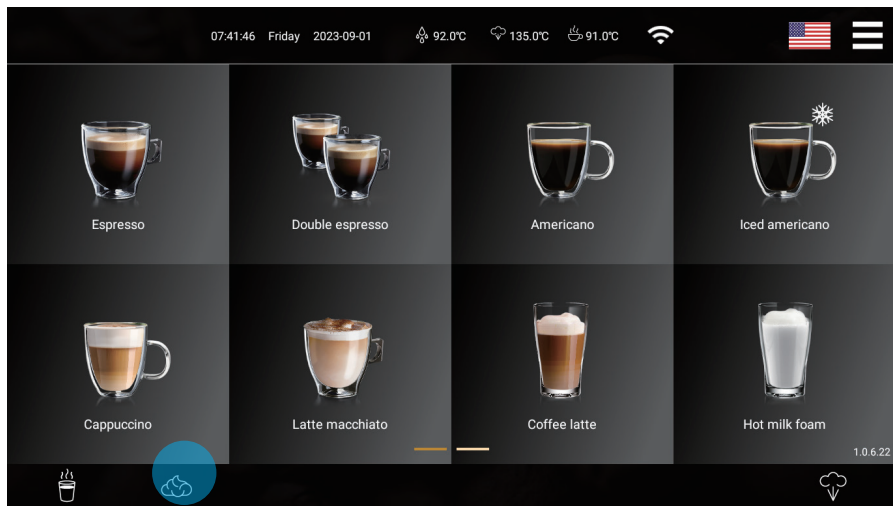 07:41:46 Friday 2023-09-01 92.0℃ 135.0℃ 91.0℃
Espresso Double espresso Americano Iced americano
Cappuccino Latte macchiato Coffee latte Hot milk foam
1.0.6.22